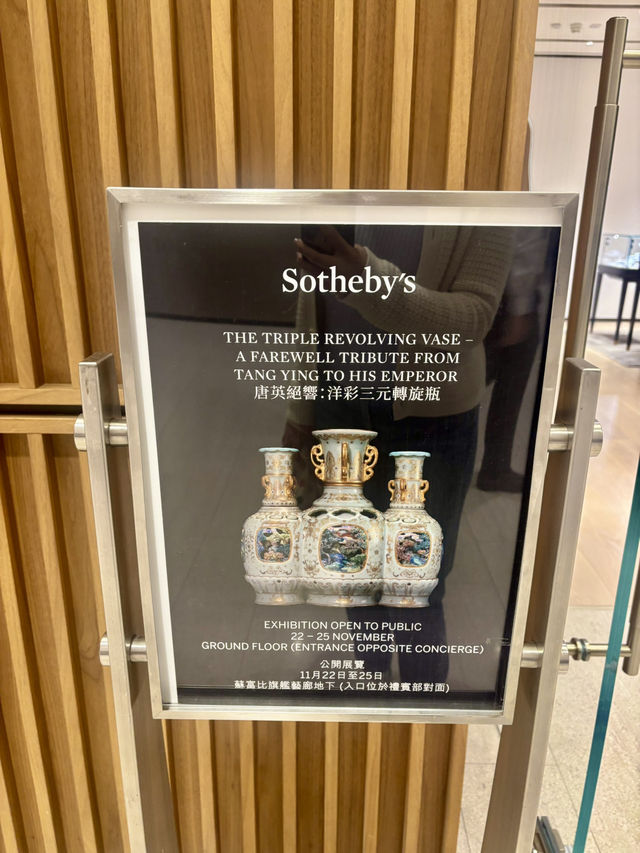 Sotheby's
THE TRIPLE REVOLVING VASE –
A FAREWELL TRIBUTE FROM
TANG YING TO HIS EMPEROR
唐英絕響：洋彩三元轉旋瓶
EXHIBITION OPEN TO PUBLIC
22 – 25 NOVEMBER
GROUND FLOOR (ENTRANCE OPPOSITE CONCIERGE)
公開展覽
11月22日至25日
蘇富比旗艦藝廊地下 (入口位於禮賓部對面)